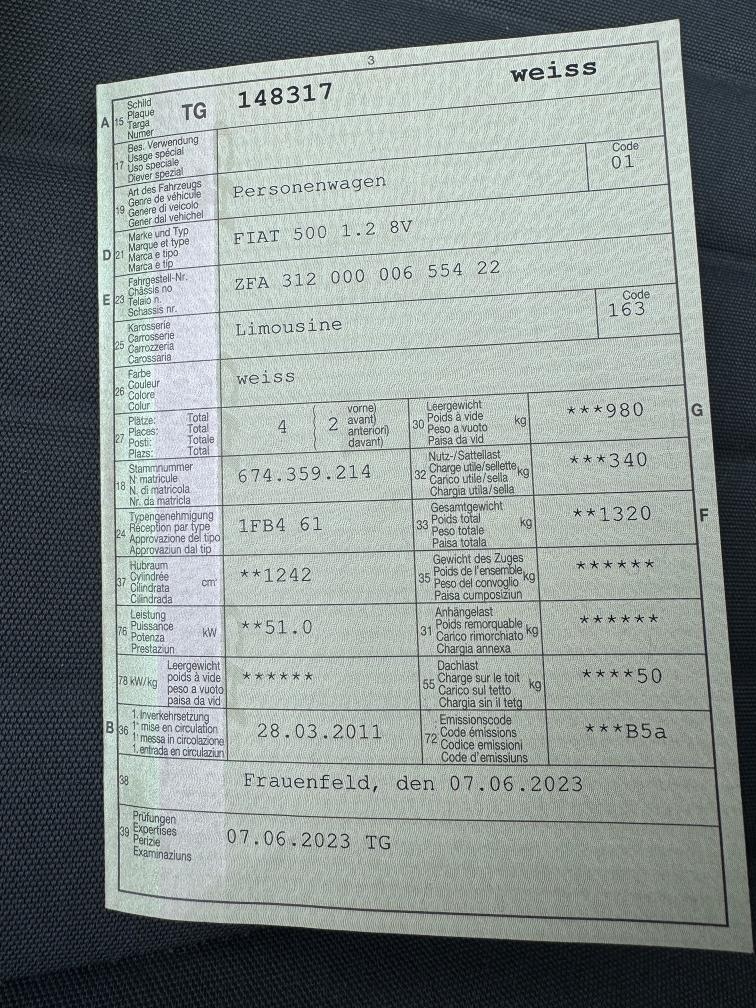 3
A 15 Schild TG 148317 weiss
Plaque
Targa
Numer
17 Bes. Verwendung
Usage spécial
Uso speciale
Diever spezial
19 Art des Fahrzeugs Personenwagen Code 01
Genre de véhicule
Genere di veicolo
Gener dal vehichel
D 21 Marke und Typ FIAT 500 1.2 8V
Marque et type
Marca e tipo
Marca e tip
E 23 Fahrgestell-Nr. ZFA 312 000 006 554 22
Châssis no
Telaio n.
Schassis nr.
25 Karosserie Limousine Code 163
Carrosserie
Carrozzeria
Carossaria
26 Farbe weiss
Couleur
Colore
Colur
27 Plätze: Total 4 2 vorne)
Places: Total avant)
Posti: Totale anteriori)
Plazs: Total davant)
30 Leergewicht kg ***980 G
Poids à vide
Peso a vuoto
Paisa da vid
18 Stammnummer 674.359.214
N matricule
N. di matricola
Nr. da matricla
32 Nutz-/Sattellast kg ***340
Charge utile/sellette
Carico utile/sella
Chargia utila/sella
24 Typengenehmigung 1FB4 61
Réception par type
Approvazione del tipo
Approvaziun dal tip
33 Gesamtgewicht kg **1320 F
Poids total
Peso totale
Paisa totala
37 Hubraum cm³ **1242
Cylindrée
Cilindrata
Cilindrada
35 Gewicht des Zuges kg ******
Poids de l'ensemble
Peso del convoglio
Paisa cumposiziun
76 Leistung kW **51.0
Puissance
Potenza
Prestaziun
31 Anhängelast kg ******
Poids remorquable
Carico rimorchiato
Chargia annexa
78 kW/kg Leergewicht ******
poids à vide
peso a vuoto
paisa da vid
55 Dachlast kg ****50
Charge sur le toit
Carico sul tetto
Chargia sin il tetg
B 36 1. Inverkehrsetzung 28.03.2011
1ʳᵉ mise en circulation
1ª messa in circolazione
1. entrada en circulaziun
72 Emissionscode ***B5a
Code émissions
Codice emissioni
Code d'emissiuns
38 Frauenfeld, den 07.06.2023
39 Prüfungen 07.06.2023 TG
Expertises
Perizie
Examinaziuns